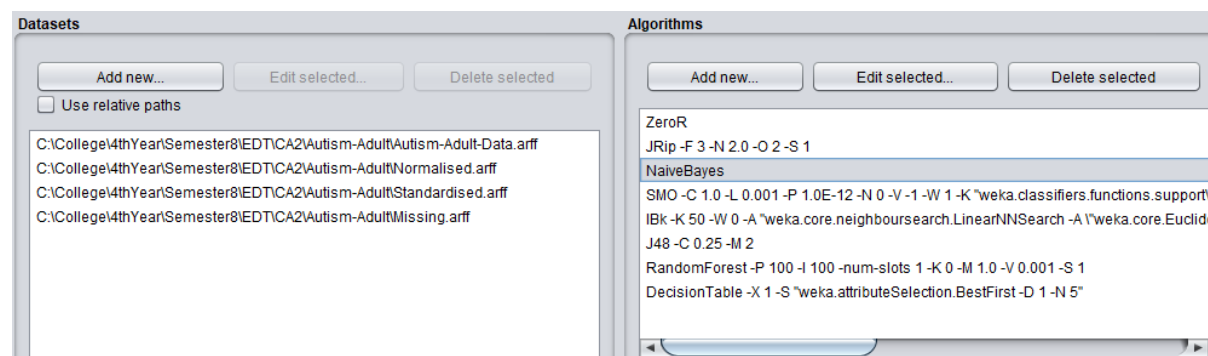 Datasets
Add new... Edit selected... Delete selected
Use relative paths
C:\College\4thYear\Semester8\EDT\CA2\Autism-Adult\Autism-Adult-Data.arff
C:\College\4thYear\Semester8\EDT\CA2\Autism-Adult\Normalised.arff
C:\College\4thYear\Semester8\EDT\CA2\Autism-Adult\Standardised.arff
C:\College\4thYear\Semester8\EDT\CA2\Autism-Adult\Missing.arff
Algorithms
Add new... Edit selected... Delete selected
ZeroR
JRip -F 3 -N 2.0 -O 2 -S 1
NaiveBayes
SMO -C 1.0 -L 0.001 -P 1.0E-12 -N 0 -V -1 -W 1 -K "weka.classifiers.functions.support\
IBk -K 50 -W 0 -A "weka.core.neighboursearch.LinearNNSearch -A \"weka.core.Euclid
J48 -C 0.25 -M 2
RandomForest -P 100 -I 100 -num-slots 1 -K 0 -M 1.0 -V 0.001 -S 1
DecisionTable -X 1 -S "weka.attributeSelection.BestFirst -D 1 -N 5"